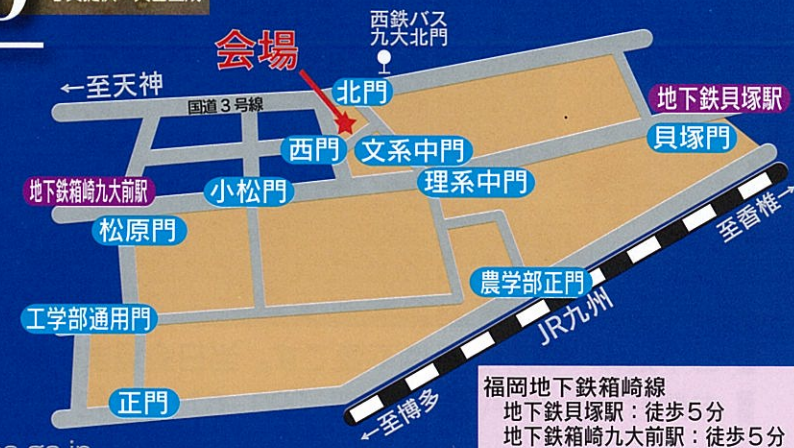 西鉄バス
九大北門
会場
←至天神
国道3号線
北門
地下鉄貝塚駅
貝塚門
西門
文系中門
理系中門
地下鉄箱崎九大前駅
小松門
松原門
至香椎→
農学部正門
JR九州
工学部通用門
正門
←至博多
福岡地下鉄箱崎線
地下鉄貝塚駅：徒歩5分
地下鉄箱崎九大前駅：徒歩5分